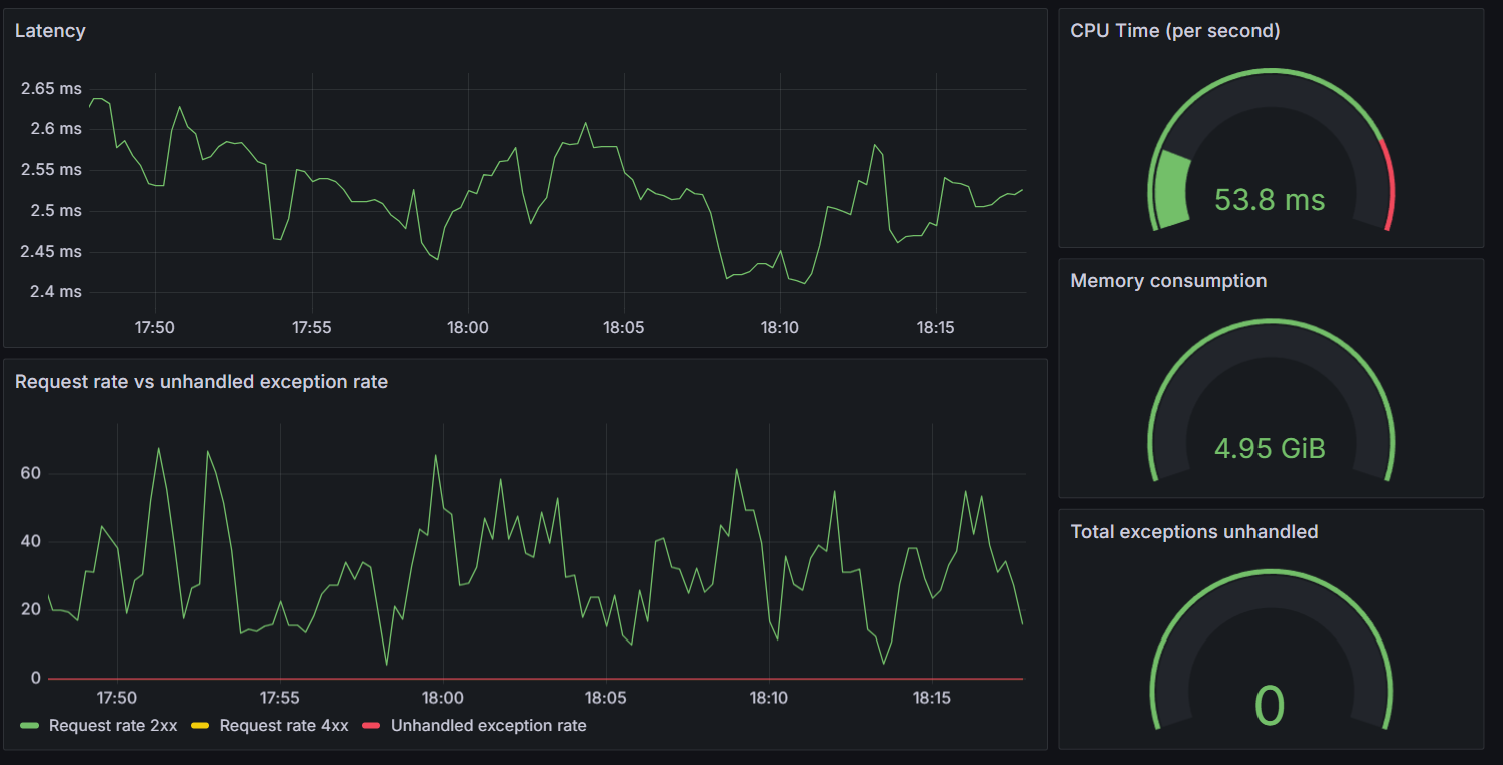 Latency
2.65 ms
2.6 ms
2.55 ms
2.5 ms
2.45 ms
2.4 ms
17:50 17:55 18:00 18:05 18:10 18:15
Request rate vs unhandled exception rate
60
40
20
0
17:50 17:55 18:00 18:05 18:10 18:15
Request rate 2xx Request rate 4xx Unhandled exception rate
CPU Time (per second)
53.8 ms
Memory consumption
4.95 GiB
Total exceptions unhandled
0